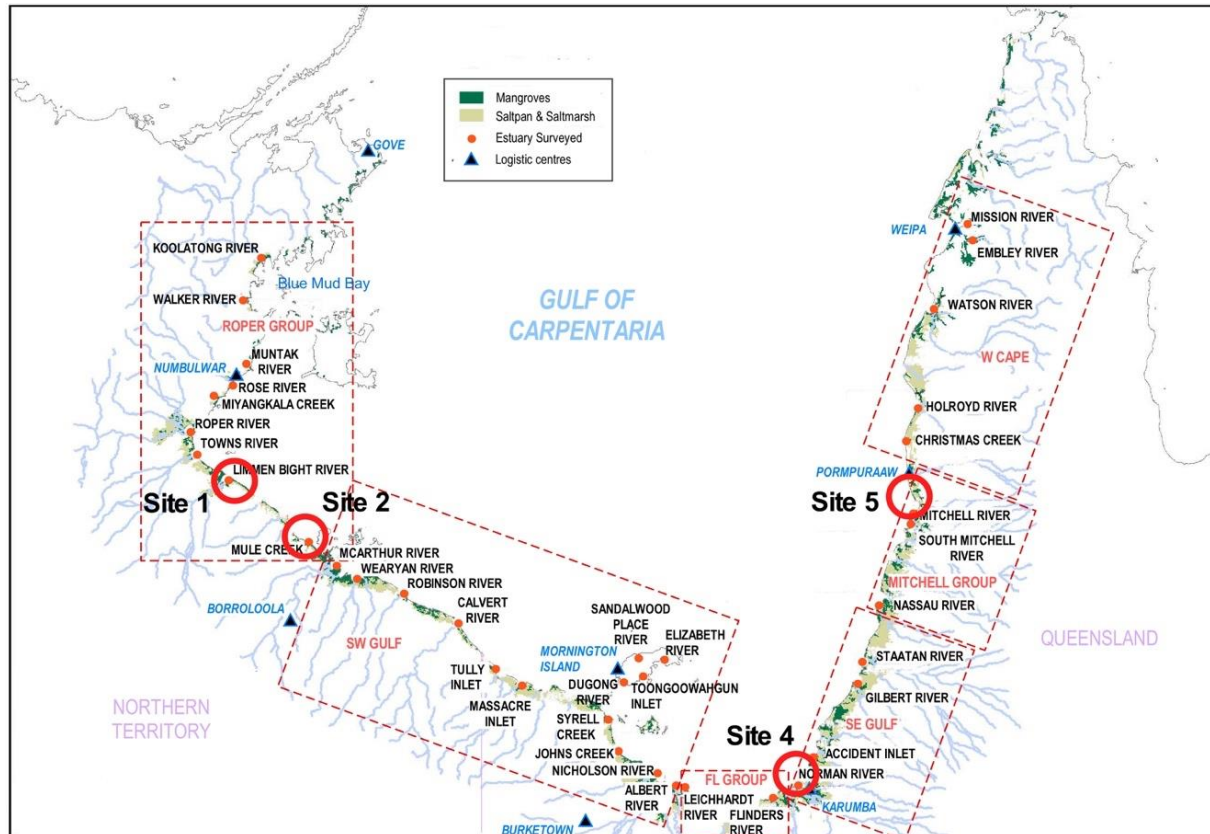 Mangroves
Saltpan & Saltmarsh
Estuary Surveyed
Logistic centres
GOVE
KOOLATONG RIVER
Blue Mud Bay
WALKER RIVER
ROPER GROUP
MUNTAK
RIVER
NUMBULWAR
ROSE RIVER
MIYANGKALA CREEK
ROPER RIVER
TOWNS RIVER
LIMMEN BIGHT RIVER
Site 1
Site 2
MULE CREEK
MCARTHUR RIVER
WEARYAN RIVER
ROBINSON RIVER
BORROLOOLA
CALVERT
RIVER
SW GULF
NORTHERN
TERRITORY
TULLY
INLET
MASSACRE
INLET
SANDALWOOD
PLACE
RIVER
ELIZABETH
RIVER
MORNINGTON
ISLAND
DUGONG
RIVER
TOONGOOWAHGUN
INLET
SYRELL
CREEK
JOHNS CREEK
NICHOLSON RIVER
ALBERT
RIVER
BURKETOWN
FL GROUP
LEICHHARDT
RIVER
FLINDERS
RIVER
GULF OF
CARPENTARIA
WEIPA
MISSION RIVER
EMBLEY RIVER
WATSON RIVER
W CAPE
HOLROYD RIVER
CHRISTMAS CREEK
PORMPURAAW
Site 5
MITCHELL RIVER
SOUTH MITCHELL
RIVER
MITCHELL GROUP
NASSAU RIVER
QUEENSLAND
STAATAN RIVER
GILBERT RIVER
SE GULF
Site 4
ACCIDENT INLET
NORMAN RIVER
KARUMBA